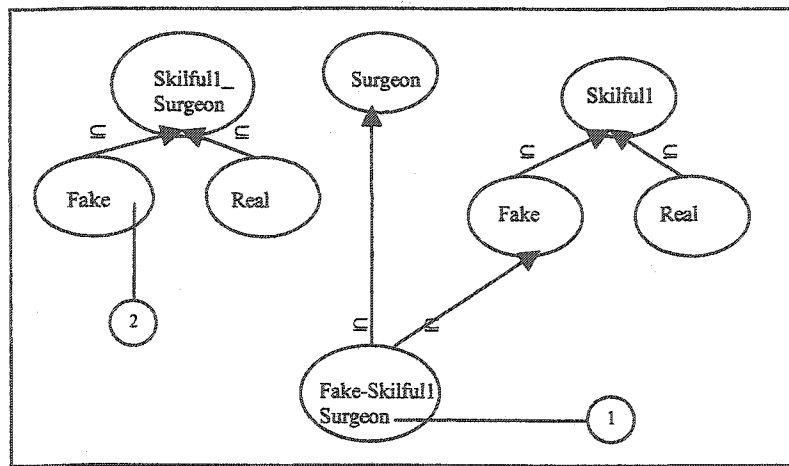 Skilfull_
Surgeon
Surgeon
Skilfull
⊆
⊆
⊆
⊆
Fake
Real
Fake
Real
2
⊆
⊆
Fake-Skilfull
Surgeon
1